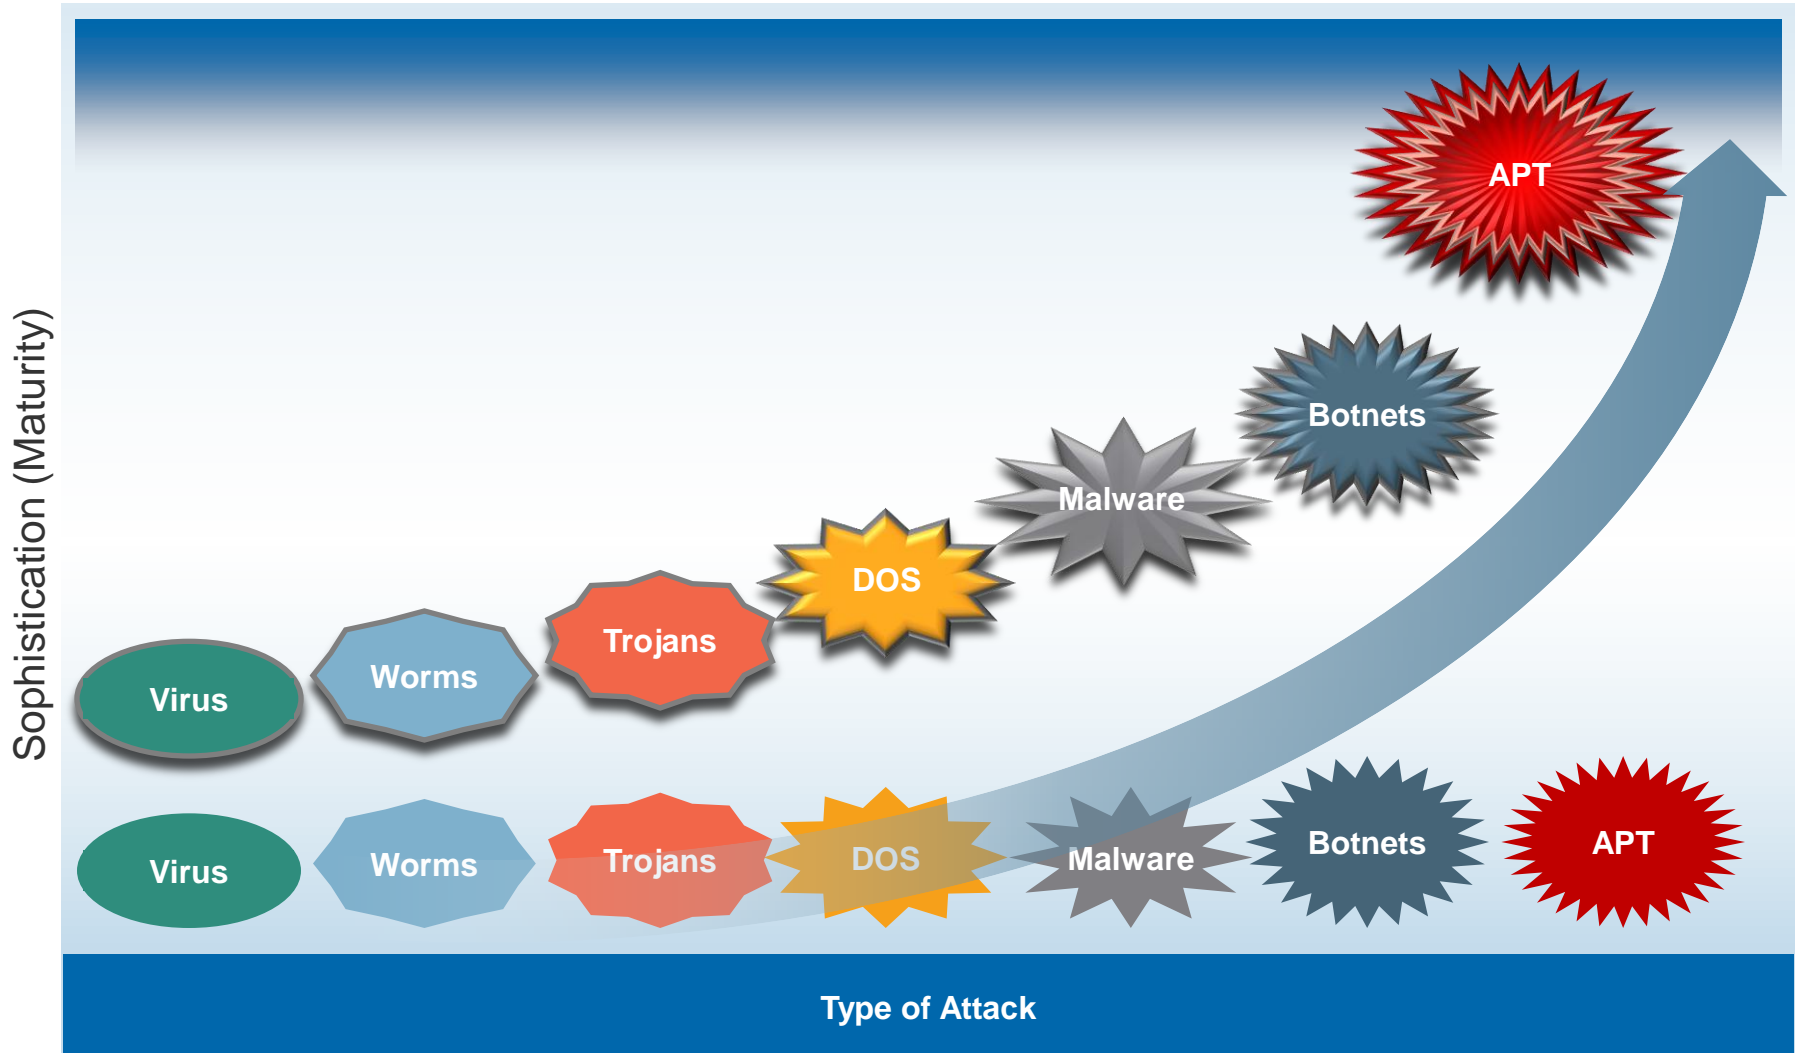 Sophistication (Maturity)
APT
Botnets
Malware
DOS
Trojans
Worms
Virus
Virus
Worms
Trojans
DOS
Malware
Botnets
APT
Type of Attack